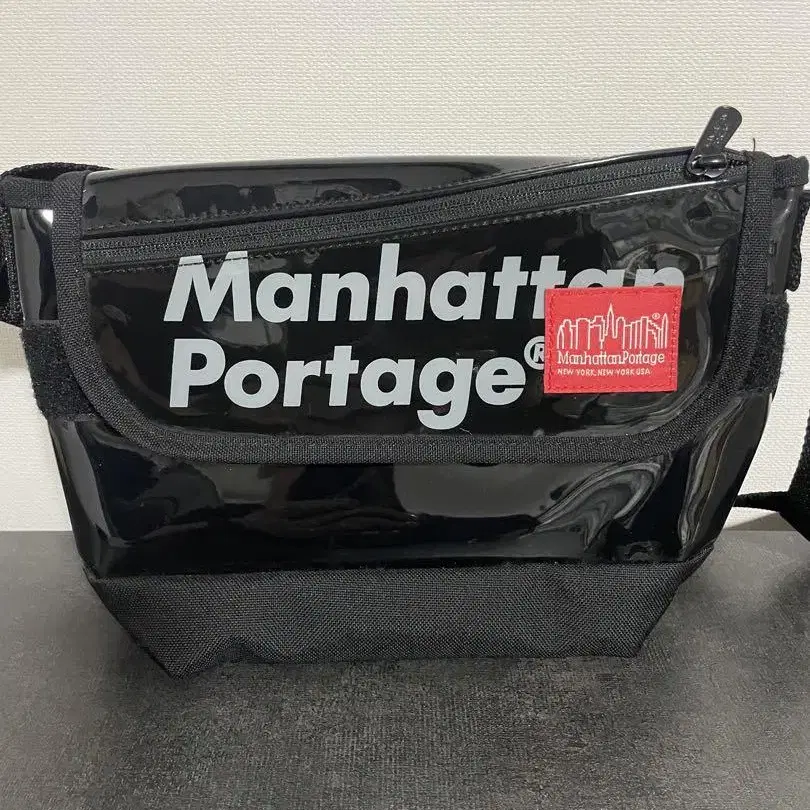 Manhattan
Portage®
®
ManhattanPortage
NEW YORK, NEW YORK USA